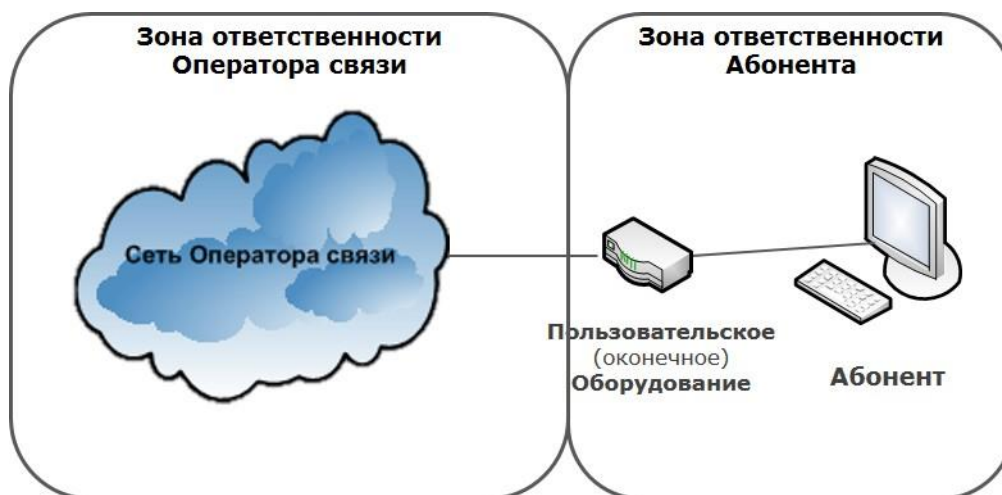 Зона ответственности
Оператора связи
Зона ответственности
Абонента
Сеть Оператора связи
Пользовательское
(оконечное)
Оборудование
Абонент